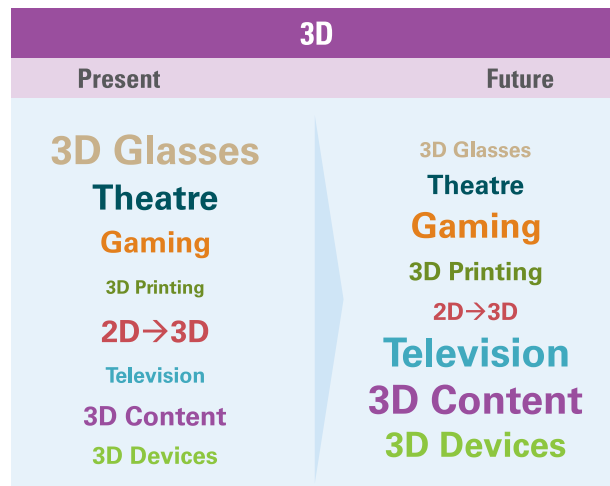 3D
Present Future
3D Glasses
Theatre
Gaming
3D Printing
2D→3D
Television
3D Content
3D Devices
3D Glasses
Theatre
Gaming
3D Printing
2D→3D
Television
3D Content
3D Devices